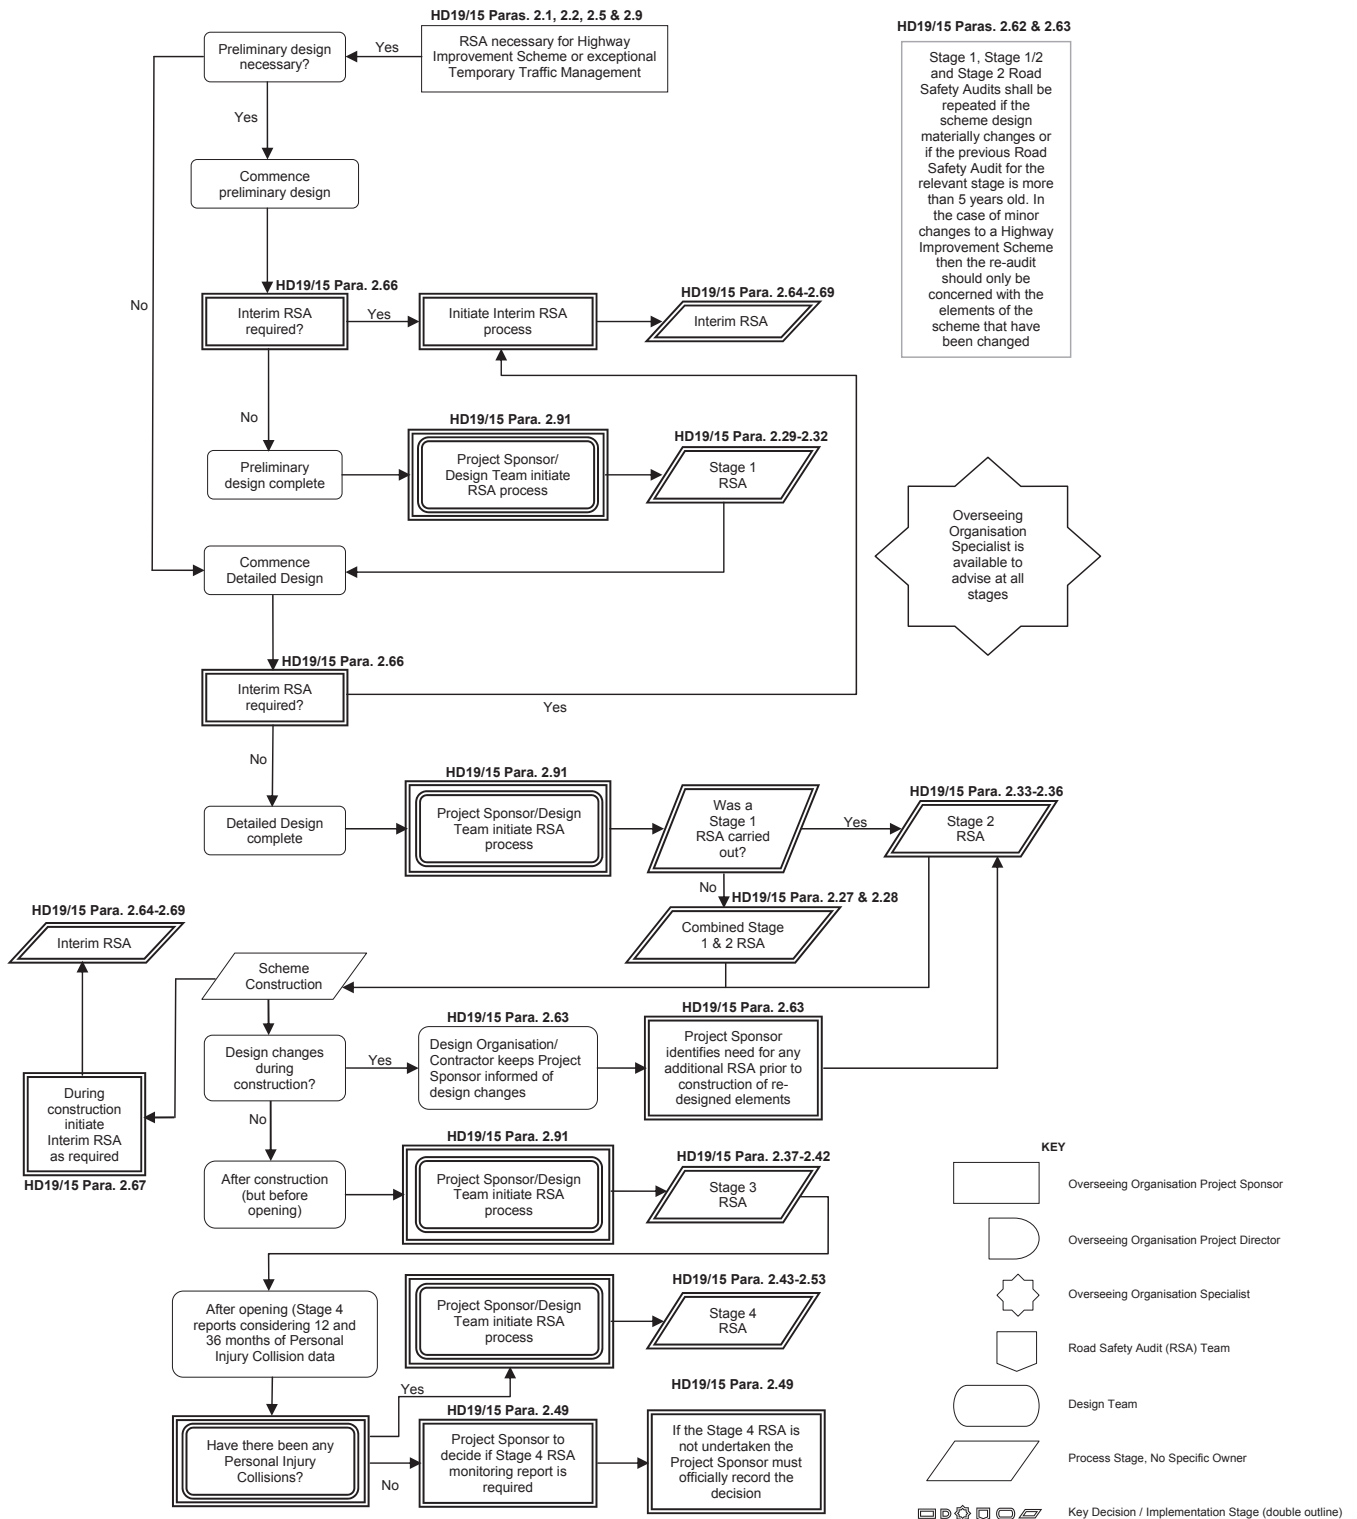 HD19/15 Paras. 2.1, 2.2, 2.5 & 2.9
Preliminary design
necessary?
Yes
RSA necessary for Highway
Improvement Scheme or exceptional
Temporary Traffic Management
HD19/15 Paras. 2.62 & 2.63
Stage 1, Stage 1/2
and Stage 2 Road
Safety Audits shall be
repeated if the
scheme design
materially changes or
if the previous Road
Safety Audit for the
relevant stage is more
than 5 years old. In
the case of minor
changes to a Highway
Improvement Scheme
then the re-audit
should only be
concerned with the
elements of the
scheme that have
been changed
Yes
Commence
preliminary design
No
HD19/15 Para. 2.66
Interim RSA
required?
Yes
Initiate Interim RSA
process
HD19/15 Para. 2.64-2.69
Interim RSA
No
HD19/15 Para. 2.91
Preliminary
design complete
Project Sponsor/
Design Team initiate
RSA process
HD19/15 Para. 2.29-2.32
Stage 1
RSA
Overseeing
Organisation
Specialist is
available to
advise at all
stages
Commence
Detailed Design
HD19/15 Para. 2.66
Interim RSA
required?
Yes
No
HD19/15 Para. 2.91
Detailed Design
complete
Project Sponsor/Design
Team initiate RSA
process
Was a
Stage 1
RSA carried
out?
Yes
HD19/15 Para. 2.33-2.36
Stage 2
RSA
No
HD19/15 Para. 2.27 & 2.28
Combined Stage
1 & 2 RSA
HD19/15 Para. 2.64-2.69
Interim RSA
Scheme
Construction
HD19/15 Para. 2.63
Design changes
during
construction?
Yes
Design Organisation/
Contractor keeps Project
Sponsor informed of
design changes
HD19/15 Para. 2.63
Project Sponsor
identifies need for any
additional RSA prior to
construction of re-
designed elements
During
construction
initiate
Interim RSA
as required
HD19/15 Para. 2.67
No
HD19/15 Para. 2.91
After construction
(but before
opening)
Project Sponsor/Design
Team initiate RSA
process
HD19/15 Para. 2.37-2.42
Stage 3
RSA
After opening (Stage 4
reports considering 12 and
36 months of Personal
Injury Collision data
Project Sponsor/Design
Team initiate RSA
process
HD19/15 Para. 2.43-2.53
Stage 4
RSA
Yes
Have there been any
Personal Injury
Collisions?
No
HD19/15 Para. 2.49
Project Sponsor to
decide if Stage 4 RSA
monitoring report is
required
HD19/15 Para. 2.49
If the Stage 4 RSA is
not undertaken the
Project Sponsor must
officially record the
decision
KEY
Overseeing Organisation Project Sponsor
Overseeing Organisation Project Director
Overseeing Organisation Specialist
Road Safety Audit (RSA) Team
Design Team
Process Stage, No Specific Owner
Key Decision / Implementation Stage (double outline)